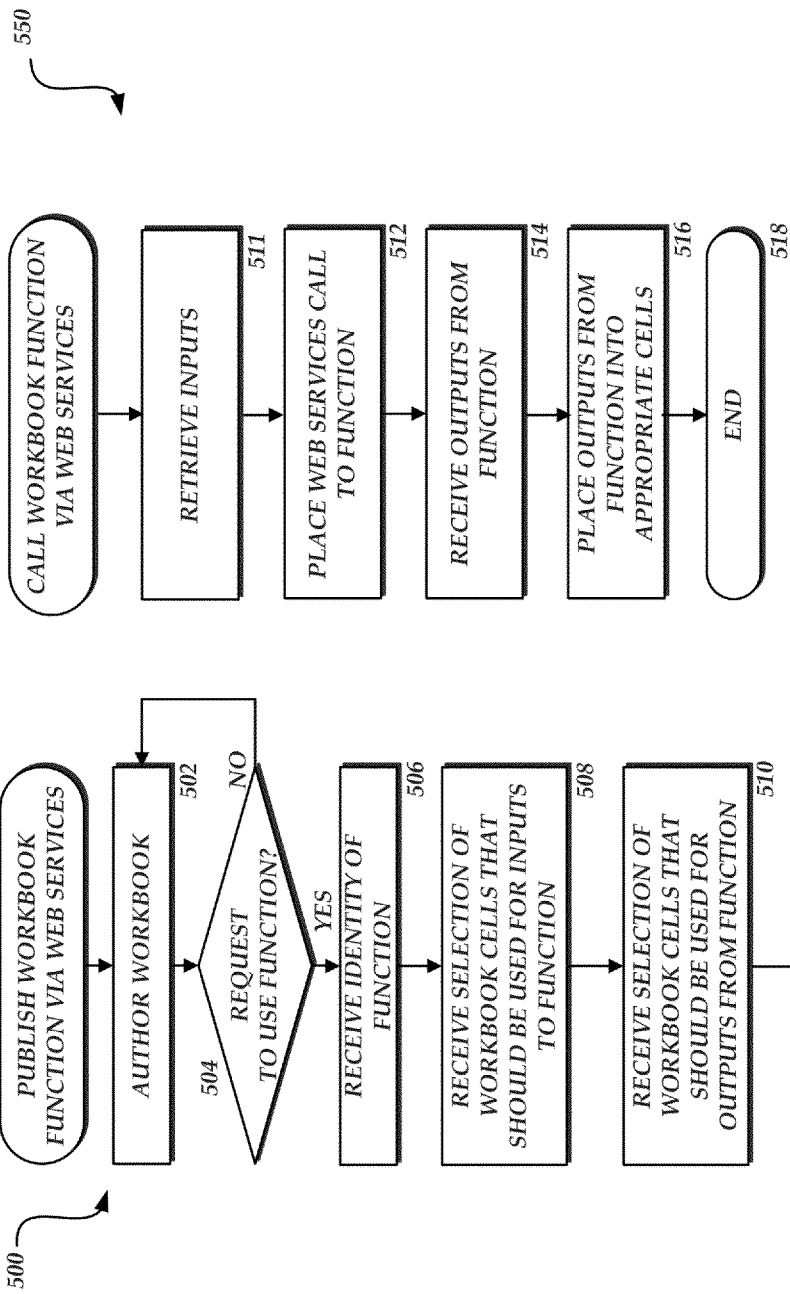 500
PUBLISH WORKBOOK
FUNCTION VIA WEB SERVICES
AUTHOR WORKBOOK
502
504
REQUEST
TO USE FUNCTION?
NO
YES
RECEIVE IDENTITY OF
FUNCTION
506
RECEIVE SELECTION OF
WORKBOOK CELLS THAT
SHOULD BE USED FOR INPUTS
TO FUNCTION
508
RECEIVE SELECTION OF
WORKBOOK CELLS THAT
SHOULD BE USED FOR
OUTPUTS FROM FUNCTION
510
550
CALL WORKBOOK FUNCTION
VIA WEB SERVICES
RETRIEVE INPUTS
511
PLACE WEB SERVICES CALL
TO FUNCTION
512
RECEIVE OUTPUTS FROM
FUNCTION
514
PLACE OUTPUTS FROM
FUNCTION INTO
APPROPRIATE CELLS
516
END
518